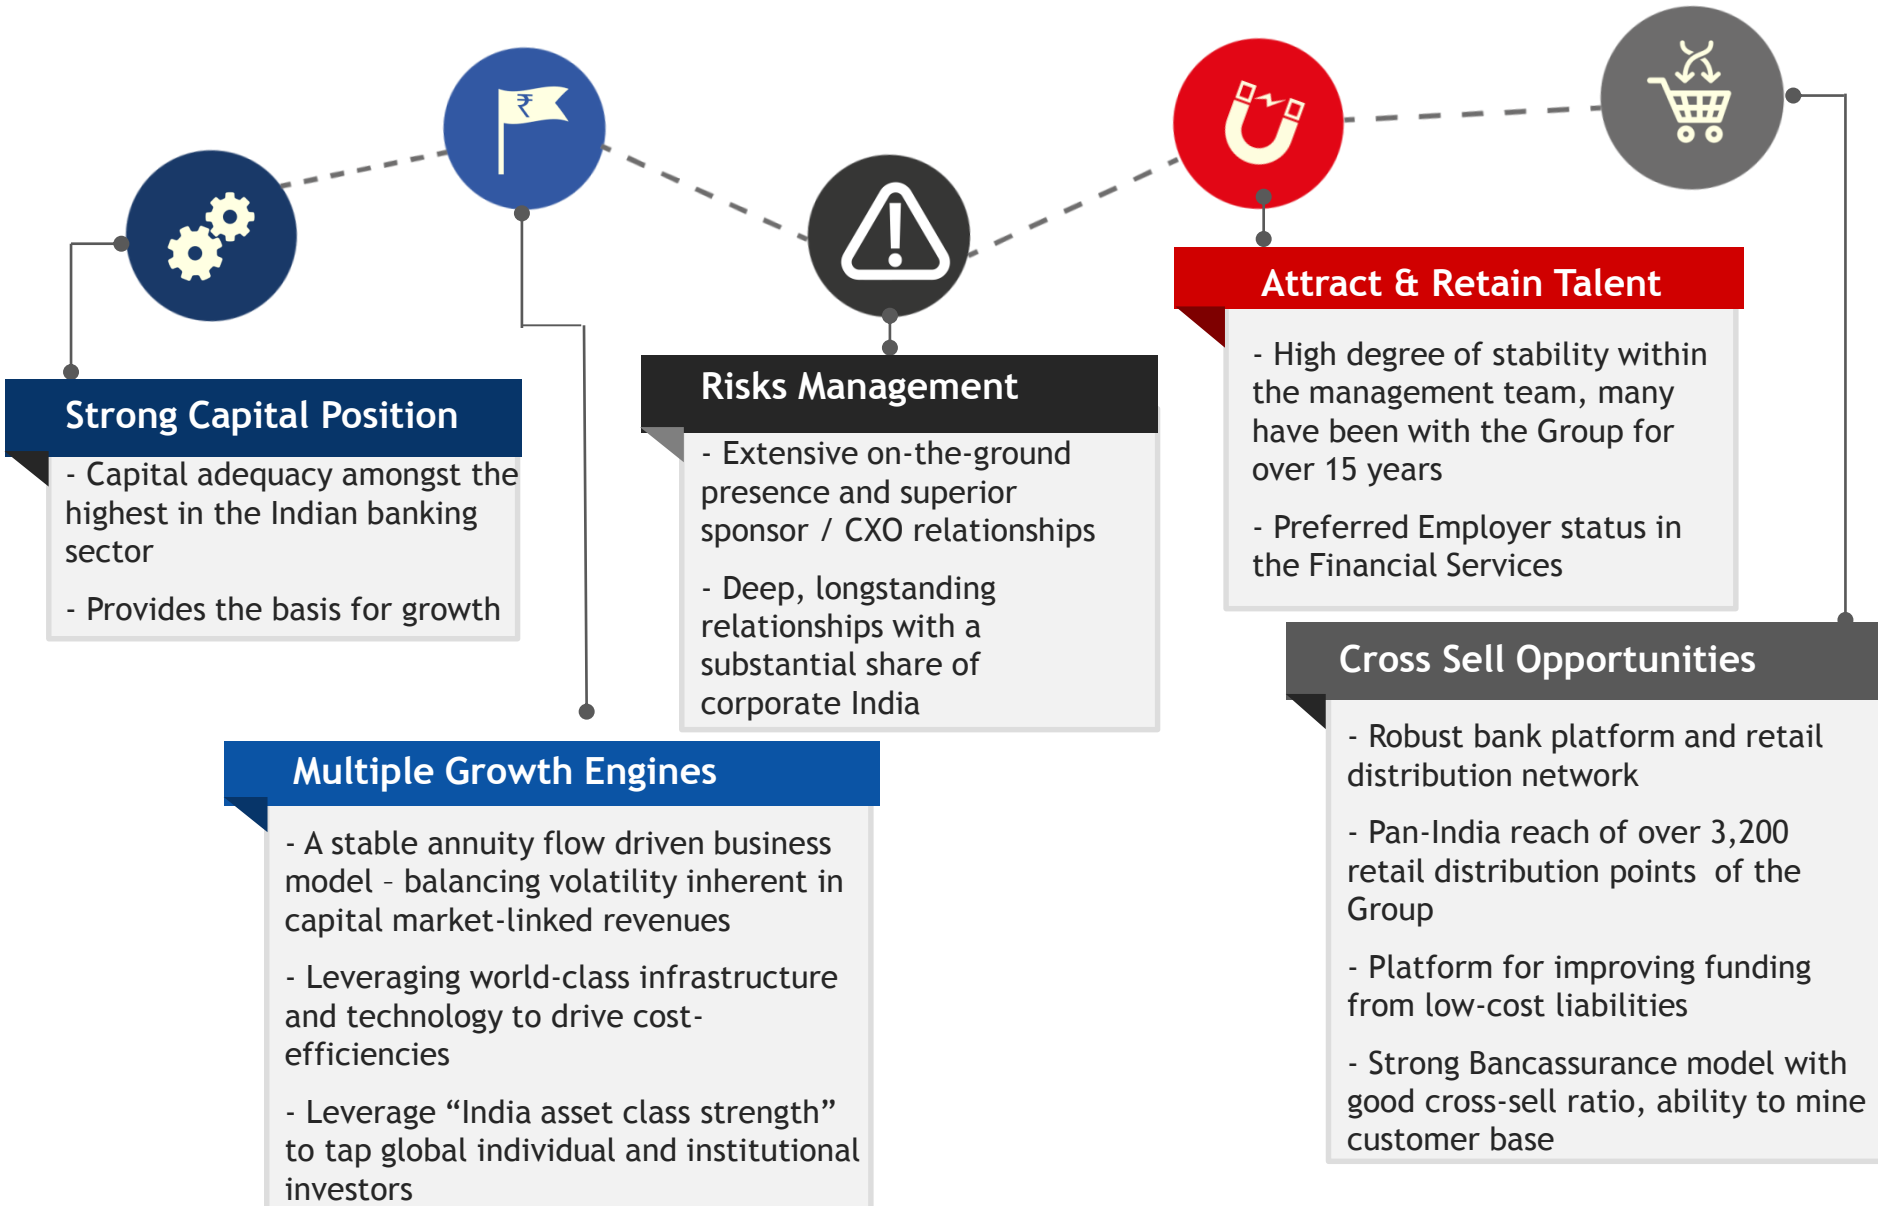 ₹
Strong Capital Position
- Capital adequacy amongst the
highest in the Indian banking
sector
- Provides the basis for growth
Multiple Growth Engines
- A stable annuity flow driven business
model – balancing volatility inherent in
capital market-linked revenues
- Leveraging world-class infrastructure
and technology to drive cost-
efficiencies
- Leverage “India asset class strength”
to tap global individual and institutional
investors
Risks Management
- Extensive on-the-ground
presence and superior
sponsor / CXO relationships
- Deep, longstanding
relationships with a
substantial share of
corporate India
Attract & Retain Talent
- High degree of stability within
the management team, many
have been with the Group for
over 15 years
- Preferred Employer status in
the Financial Services
Cross Sell Opportunities
- Robust bank platform and retail
distribution network
- Pan-India reach of over 3,200
retail distribution points  of the
Group
- Platform for improving funding
from low-cost liabilities
- Strong Bancassurance model with
good cross-sell ratio, ability to mine
customer base